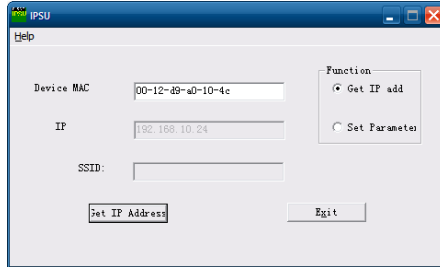 IPSU
Help
Function
Device MAC
00-12-d9-a0-10-4c
Get IP add
IP
192.168.10.24
Set Parameter
SSID:
Get IP Address
Exit